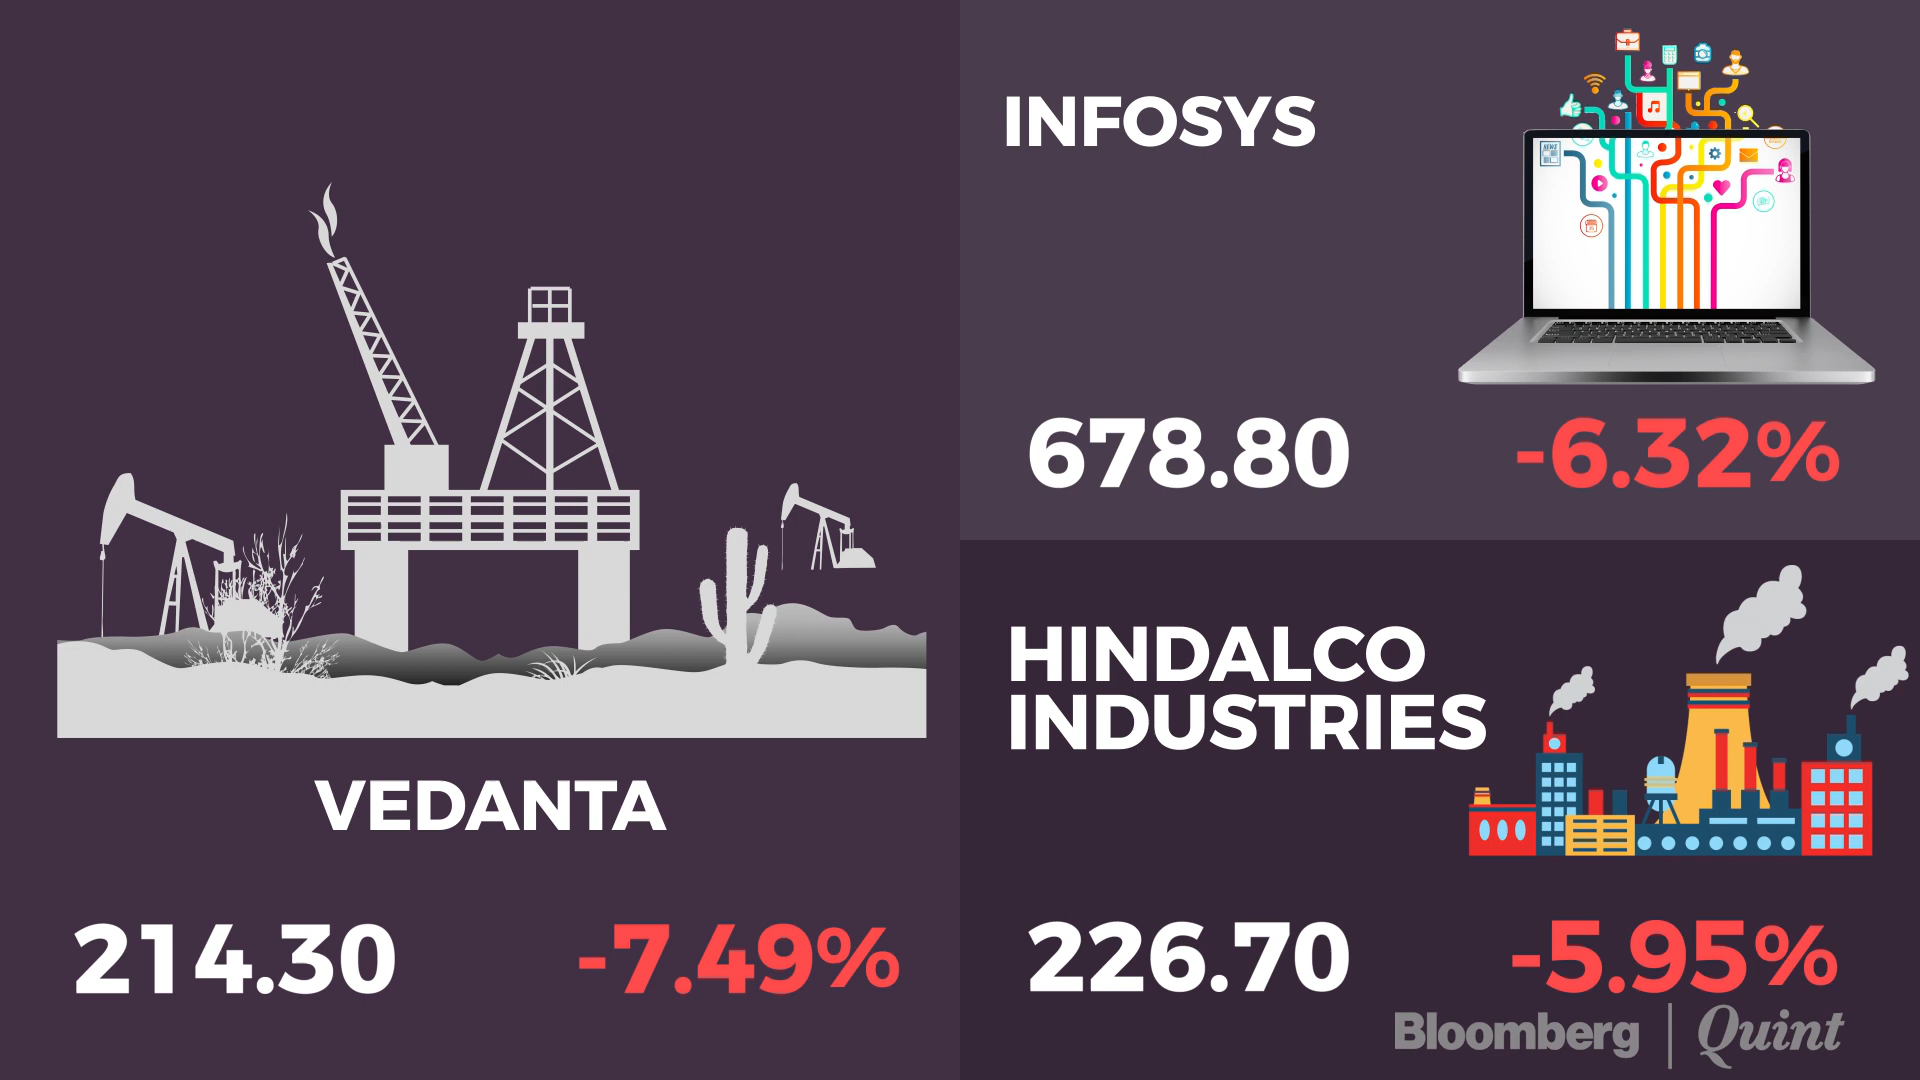 VEDANTA
214.30 -7.49%
INFOSYS
678.80 -6.32%
HINDALCO
INDUSTRIES
226.70 -5.95%
Bloomberg | Quint